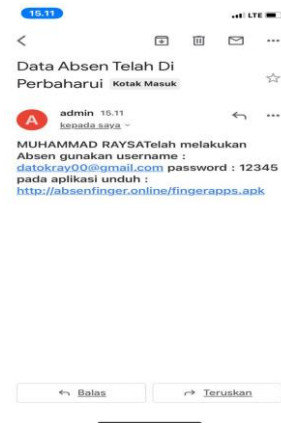 15.11
LTE
Data Absen Telah Di
Perbaharui Kotak Masuk
A
admin 15.11
kepada saya
MUHAMMAD RAYSATelah melakukan
Absen gunakan username :
datokray00@gmail.com password : 12345
pada aplikasi unduh :
http://absenfinger.online/fingerapps.apk
Balas
Teruskan